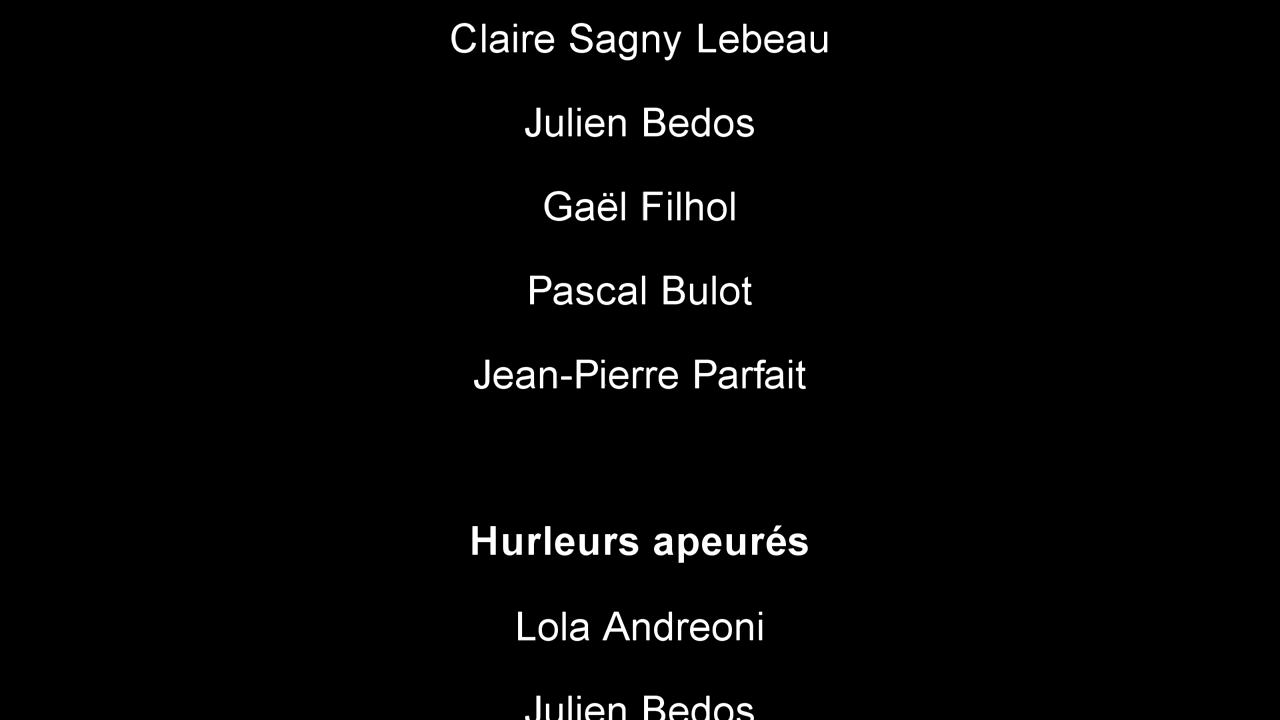 Claire Sagny Lebeau
Julien Bedos
Gaël Filhol
Pascal Bulot
Jean-Pierre Parfait
Hurleurs apeurés
Lola Andreoni
Julien Bedos